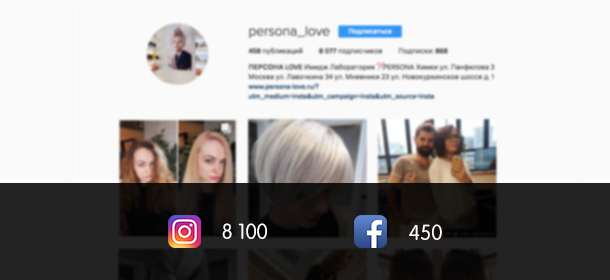 persona_love Подписаться
458 публикаций 8 077 подписчиков Подписки: 868
ПЕРСОНА LOVE Имидж Лаборатория PERSONA Химки ул. Панфилова 3
Москва ул. Лавочкина 34 ул. Мневники 23 ул. Новокуркинское шоссе д. 1
www.persona-love.ru/?
utm_medium=insta&utm_campaign=insta&utm_source=insta
8 100 450